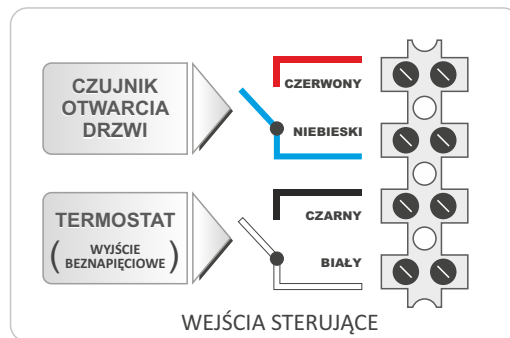 CZUJNIK
OTWARCIA
DRZWI
CZERWONY
NIEBIESKI
TERMOSTAT
( WYJŚCIE
BEZNAPIĘCIOWE )
CZARNY
BIAŁY
WEJŚCIA STERUJĄCE